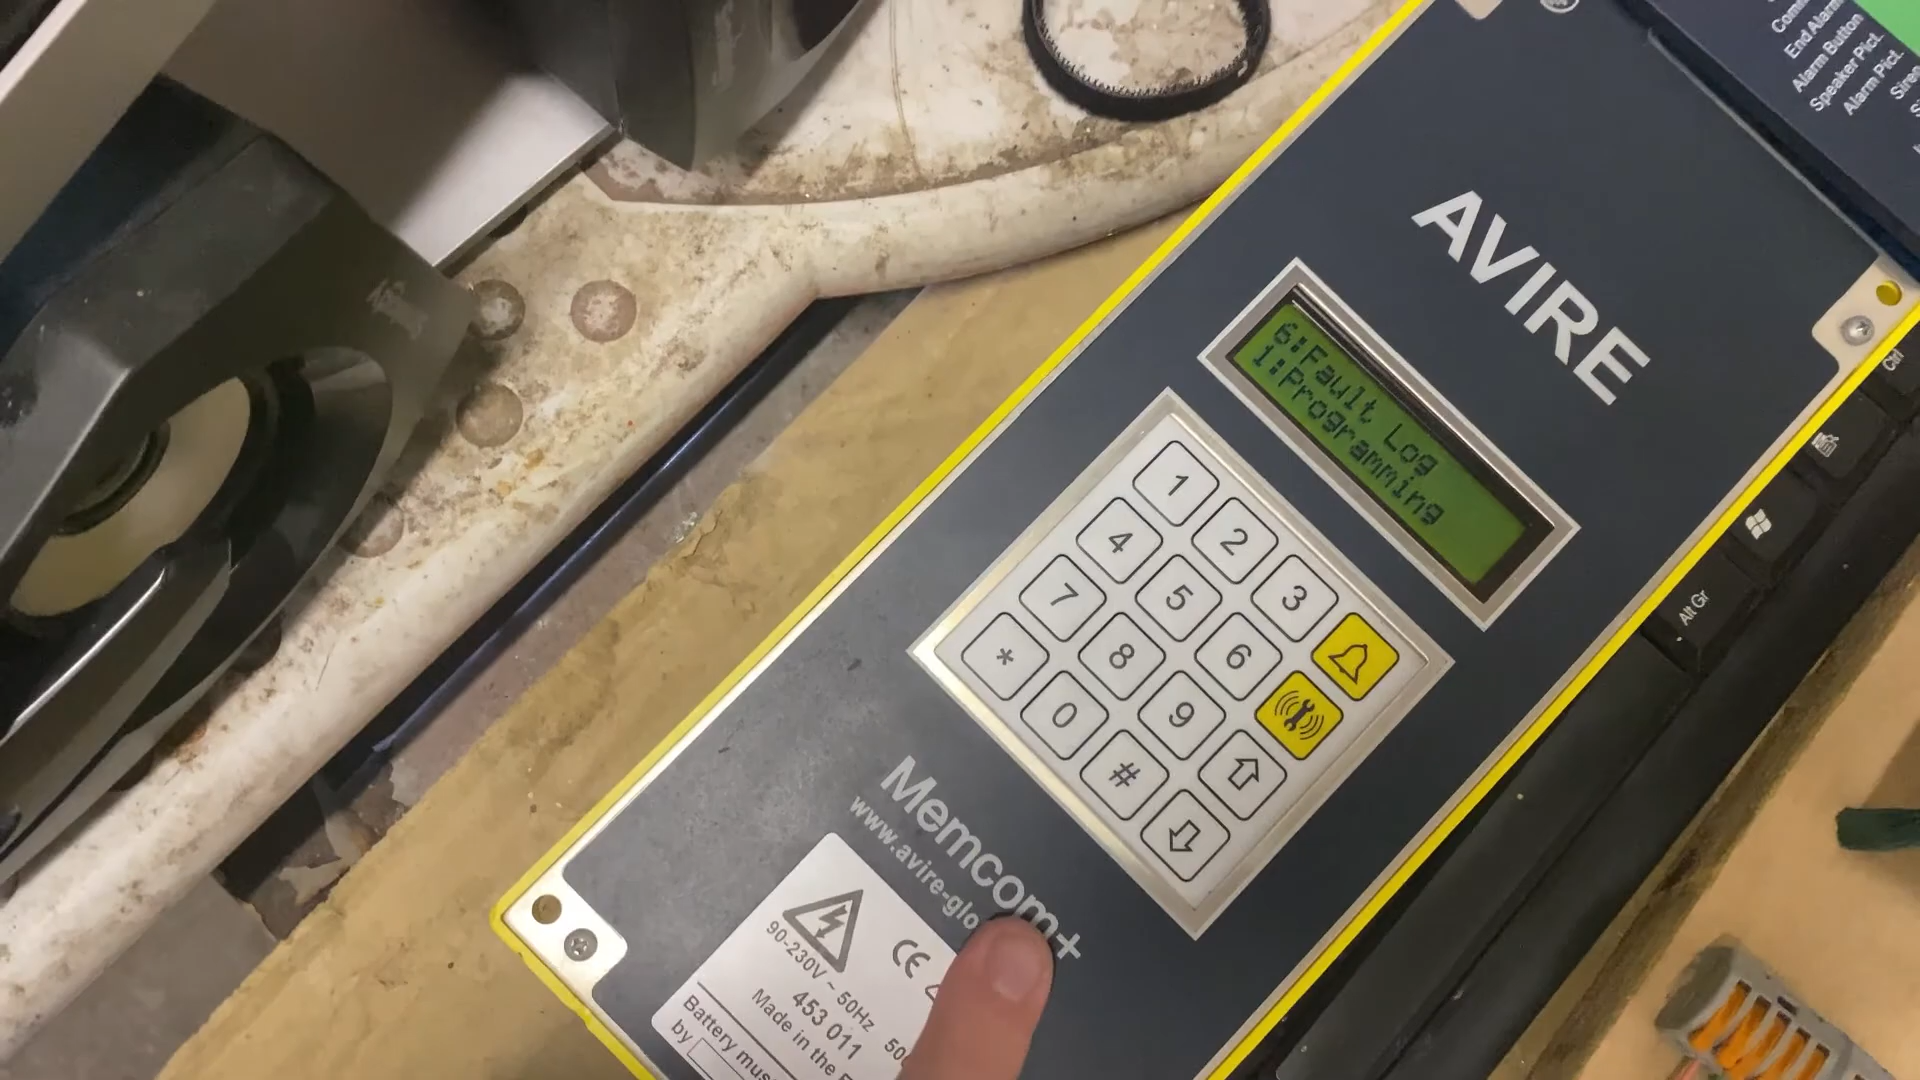 End Alarm
Alarm Button
Speaker Pict.
Alarm Pict.
AVIRE
6:Fault Log
1:Programming
1
2
3
4
5
6
7
8
9
*
0
#
Memcom+
www.avire-glo
CE
90-230V ~ 50Hz
453 011
Made in the
Battery must
by
Ctrl
Alt Gr